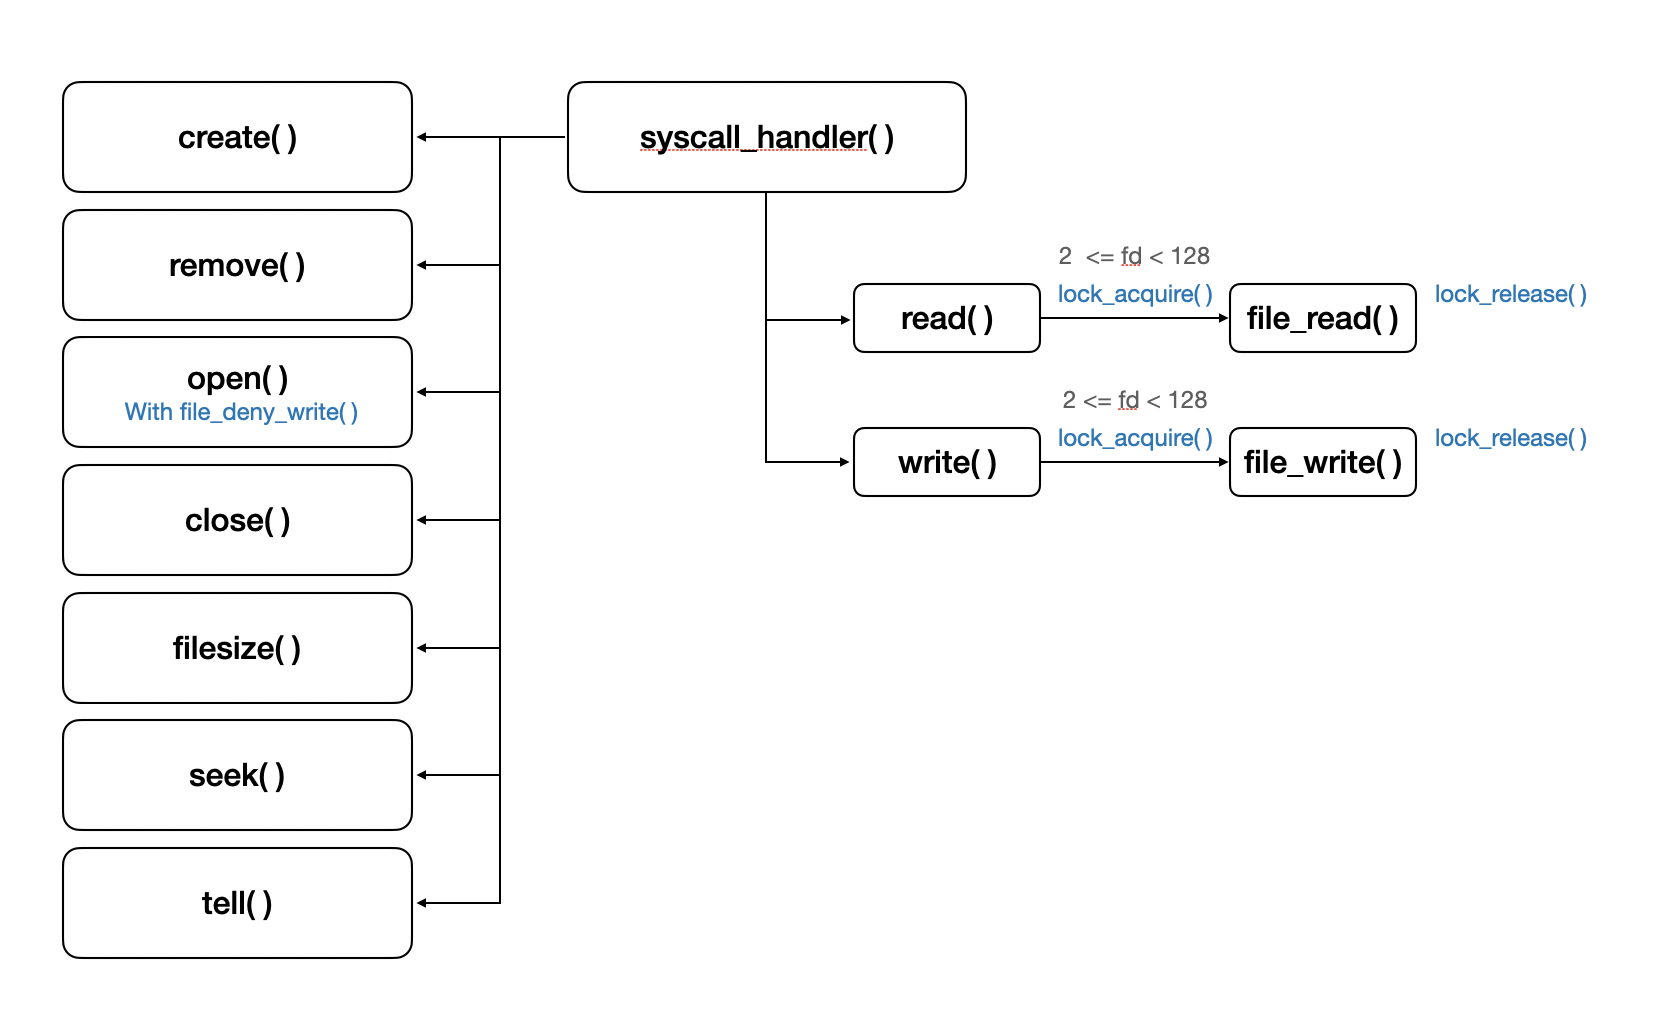 create( )
syscall_handler( )
remove( )
open( )
With file_deny_write( )
close( )
filesize( )
seek( )
tell( )
2 <= fd < 128
lock_acquire( )
read( )
file_read( )
lock_release( )
2 <= fd < 128
lock_acquire( )
write( )
file_write( )
lock_release( )